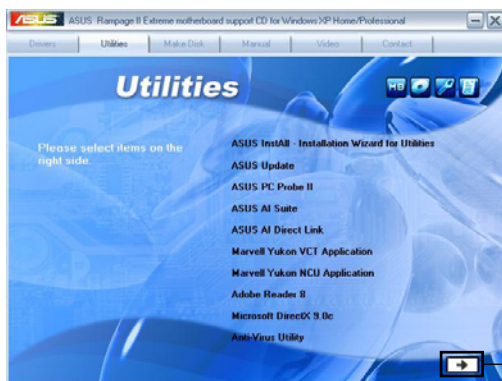 ASUS Rampage II Extreme motherboard support CD for Windows XP Home/Professional
Drivers Utilities Make Disk Manual Video Contact
Utilities
Please select items on the
right side.
ASUS InstAll - Installation Wizard for Utilities
ASUS Update
ASUS PC Probe II
ASUS AI Suite
ASUS AI Direct Link
Marvell Yukon VCT Application
Marvell Yukon NCU Application
Adobe Reader 8
Microsoft DirectX 9.0c
Anti-Virus Utility